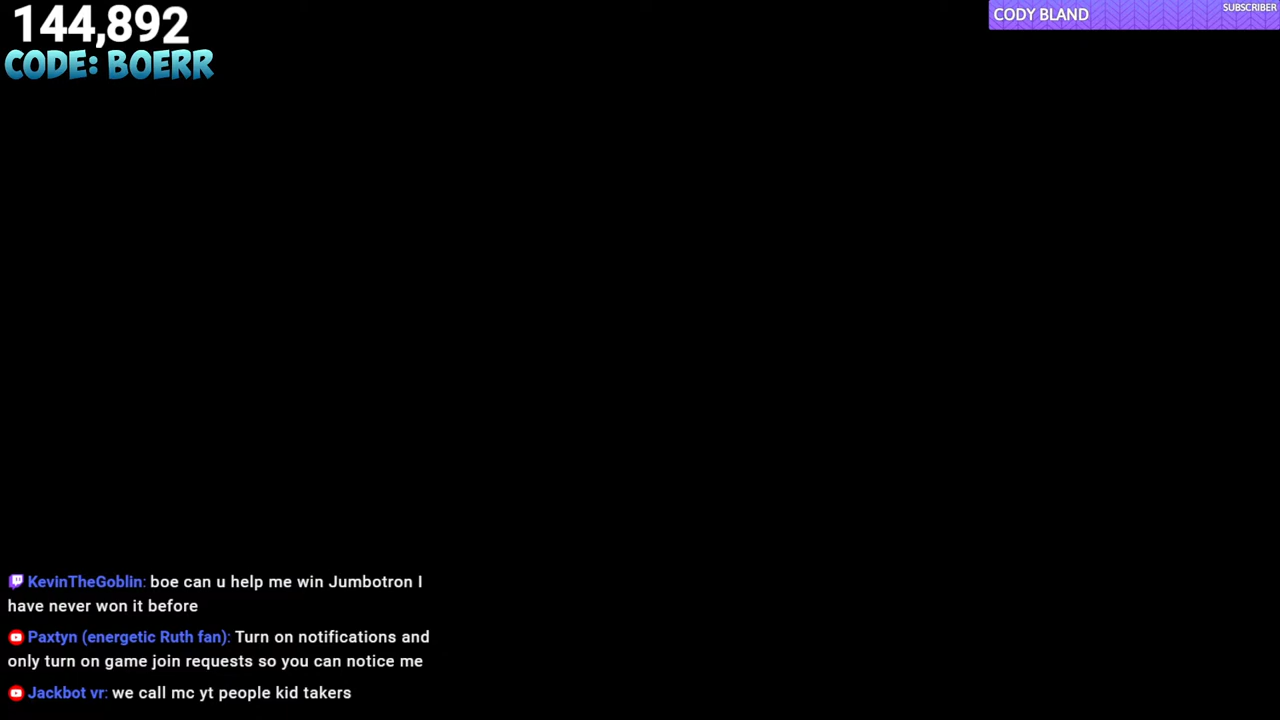 144,892
CODE: BOERR
CODY BLAND
SUBSCRIBER
KevinTheGoblin: boe can u help me win Jumbotron I
have never won it before
Paxtyn (energetic Ruth fan): Turn on notifications and
only turn on game join requests so you can notice me
Jackbot vr: we call mc yt people kid takers